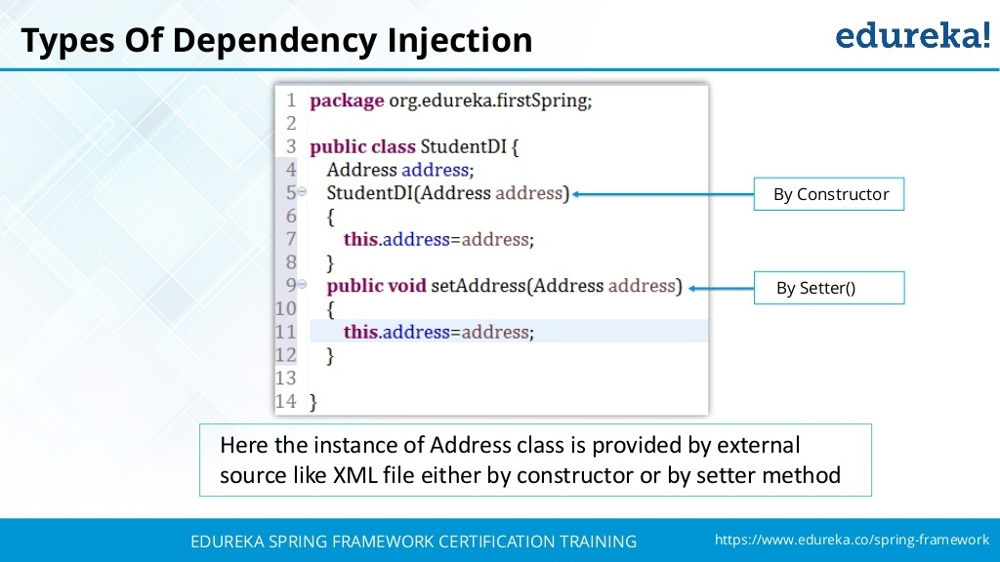 Types Of Dependency Injection
edureka!
1 package org.edureka.firstSpring;
2
3 public class StudentDI {
4 Address address;
5 StudentDI(Address address)
By Constructor
6 {
7 this.address=address;
8 }
9 public void setAddress(Address address)
By Setter()
10 {
11 this.address=address;
12 }
13
14 }
Here the instance of Address class is provided by external
source like XML file either by constructor or by setter method
EDUREKA SPRING FRAMEWORK CERTIFICATION TRAINING
https://www.edureka.co/spring-framework